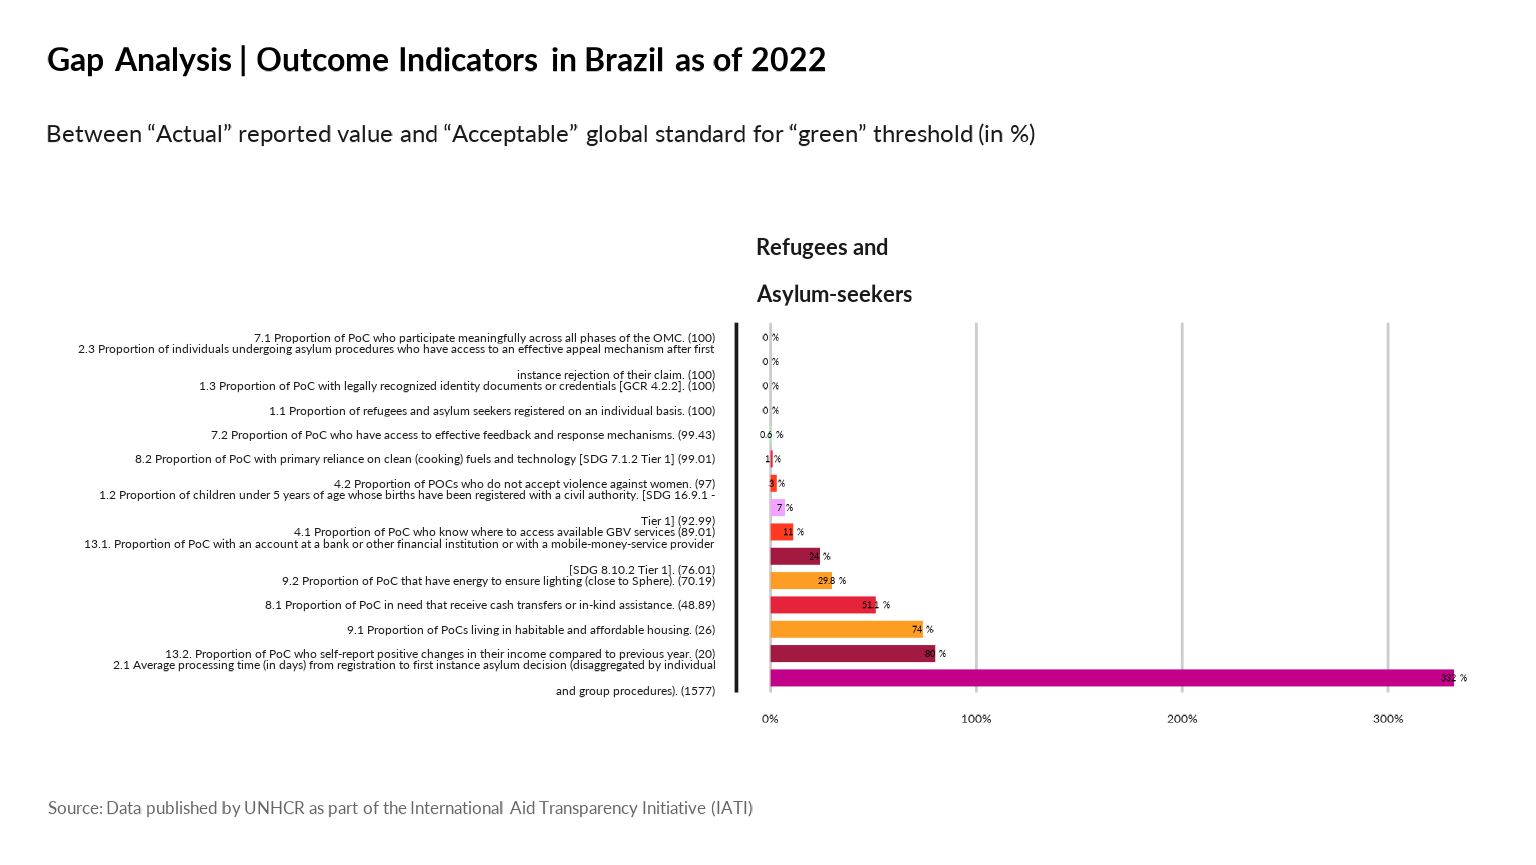 Gap Analysis | Outcome Indicators in Brazil as of 2022
Between “Actual” reported value and “Acceptable” global standard for “green” threshold (in %)
Refugees and
Asylum-seekers
7.1 Proportion of PoC who participate meaningfully across all phases of the OMC. (100)
0 %
2.3 Proportion of individuals undergoing asylum procedures who have access to an effective appeal mechanism after first
instance rejection of their claim. (100)
0 %
1.3 Proportion of PoC with legally recognized identity documents or credentials [GCR 4.2.2]. (100)
0 %
1.1 Proportion of refugees and asylum seekers registered on an individual basis. (100)
0 %
7.2 Proportion of PoC who have access to effective feedback and response mechanisms. (99.43)
0.6 %
8.2 Proportion of PoC with primary reliance on clean (cooking) fuels and technology [SDG 7.1.2 Tier 1] (99.01)
1 %
4.2 Proportion of POCs who do not accept violence against women. (97)
3 %
1.2 Proportion of children under 5 years of age whose births have been registered with a civil authority. [SDG 16.9.1 -
Tier 1] (92.99)
7 %
4.1 Proportion of PoC who know where to access available GBV services (89.01)
11 %
13.1. Proportion of PoC with an account at a bank or other financial institution or with a mobile-money-service provider
[SDG 8.10.2 Tier 1]. (76.01)
24 %
9.2 Proportion of PoC that have energy to ensure lighting (close to Sphere). (70.19)
29.8 %
8.1 Proportion of PoC in need that receive cash transfers or in-kind assistance. (48.89)
51.1 %
9.1 Proportion of PoCs living in habitable and affordable housing. (26)
74 %
13.2. Proportion of PoC who self-report positive changes in their income compared to previous year. (20)
80 %
2.1 Average processing time (in days) from registration to first instance asylum decision (disaggregated by individual
and group procedures). (1577)
332 %
0%
100%
200%
300%
Source: Data published by UNHCR as part of the International Aid Transparency Initiative (IATI)